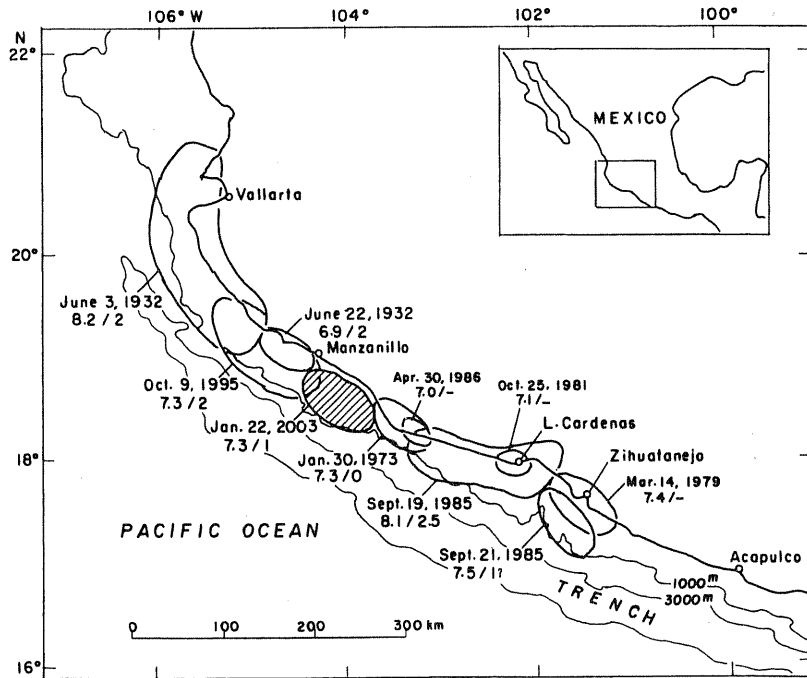 106° W
104°
102°
100°
N
22°
MEXICO
Vallarta
20°
June 3, 1932
8.2 / 2
June 22, 1932
6.9 / 2
Manzanillo
Oct. 9, 1995
7.3 / 2
Apr. 30, 1986
7.0 / -
Oct. 25, 1981
7.1 / -
L. Cardenas
Jan. 22, 2003
7.3 / 1
Zihuatanejo
18°
Jan. 30, 1973
7.3 / 0
Mar. 14, 1979
7.4 / -
Sept. 19, 1985
8.1 / 2.5
PACIFIC OCEAN
Sept. 21, 1985
7.5 / 1?
Acapulco
1000 m
3000 m
TRENCH
0 100 200 300 km
16°